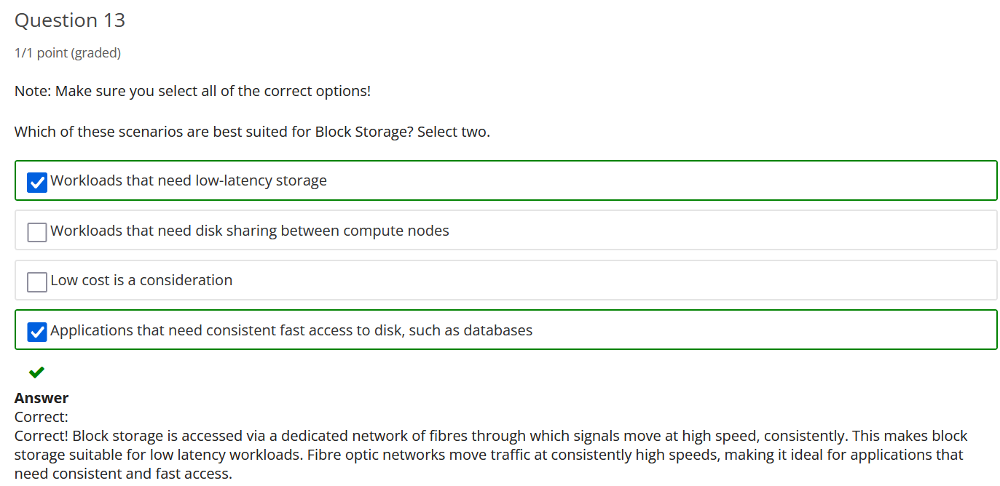 Question 13
1/1 point (graded)
Note: Make sure you select all of the correct options!
Which of these scenarios are best suited for Block Storage? Select two.
Workloads that need low-latency storage
Workloads that need disk sharing between compute nodes
Low cost is a consideration
Applications that need consistent fast access to disk, such as databases
Answer
Correct:
Correct! Block storage is accessed via a dedicated network of fibres through which signals move at high speed, consistently. This makes block
storage suitable for low latency workloads. Fibre optic networks move traffic at consistently high speeds, making it ideal for applications that
need consistent and fast access.